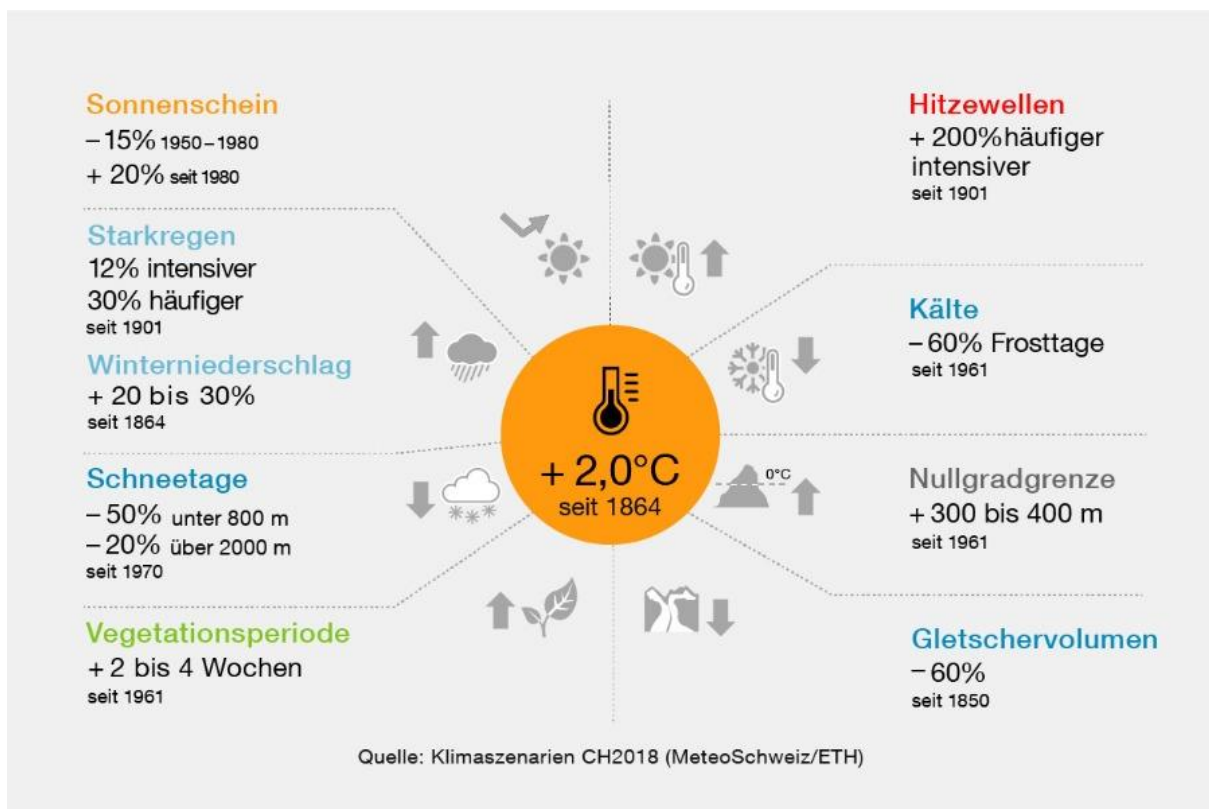 Sonnenschein
– 15% 1950 – 1980
+ 20% seit 1980
Starkregen
12% intensiver
30% häufiger
seit 1901
Winterniederschlag
+ 20 bis 30%
seit 1864
Schneetage
– 50% unter 800 m
– 20% über 2000 m
seit 1970
Vegetationsperiode
+ 2 bis 4 Wochen
seit 1961
+ 2,0°C
seit 1864
Hitzewellen
+ 200%häufiger
intensiver
seit 1901
Kälte
– 60% Frosttage
seit 1961
0°C
Nullgradgrenze
+ 300 bis 400 m
seit 1961
Gletschervolumen
– 60%
seit 1850
Quelle: Klimaszenarien CH2018 (MeteoSchweiz/ETH)